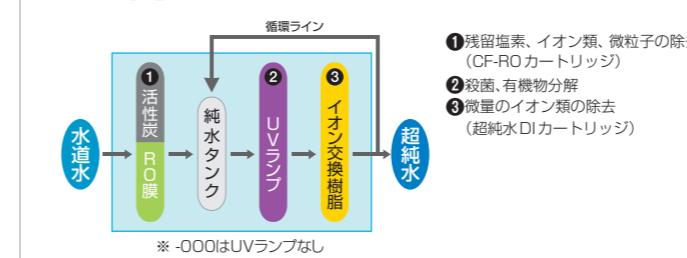 循環ライン
❶
活性炭
RO膜
純水タンク
❷
UVランプ
❸
イオン交換樹脂
水道水
超純水
※ -000はUVランプなし
❶残留塩素、イオン類、微粒子の除
（CF-ROカートリッジ）
❷殺菌、有機物分解
❸微量のイオン類の除去
（超純水DIカートリッジ）